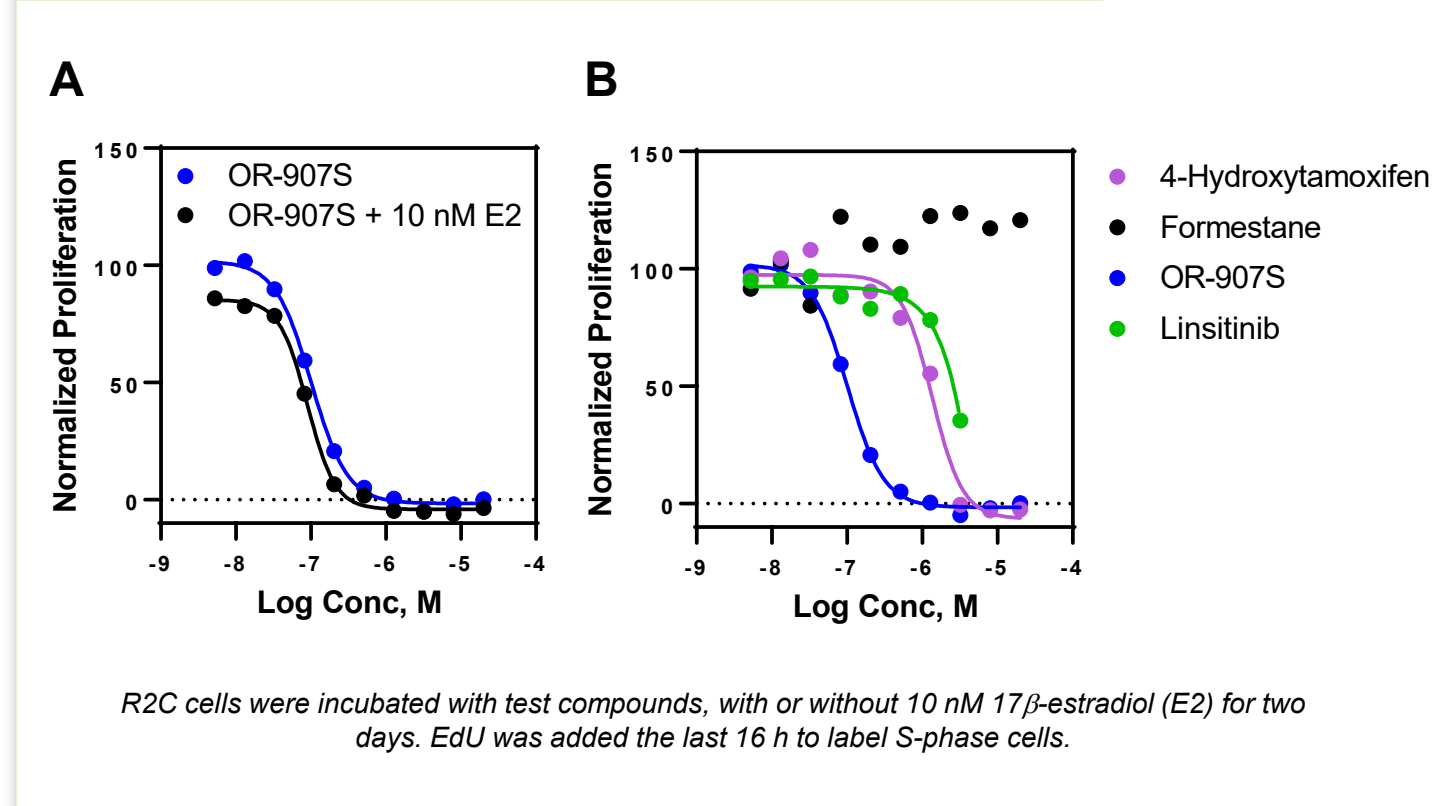 A
B
150
100
50
0
-9
-8
-7
-6
-5
-4
Normalized Proliferation
Log Conc, M
OR-907S
OR-907S + 10 nM E2
150
100
50
0
-9
-8
-7
-6
-5
-4
Normalized Proliferation
Log Conc, M
4-Hydroxytamoxifen
Formestane
OR-907S
Linsitinib
R2C cells were incubated with test compounds, with or without 10 nM 17β-estradiol (E2) for two
days. EdU was added the last 16 h to label S-phase cells.